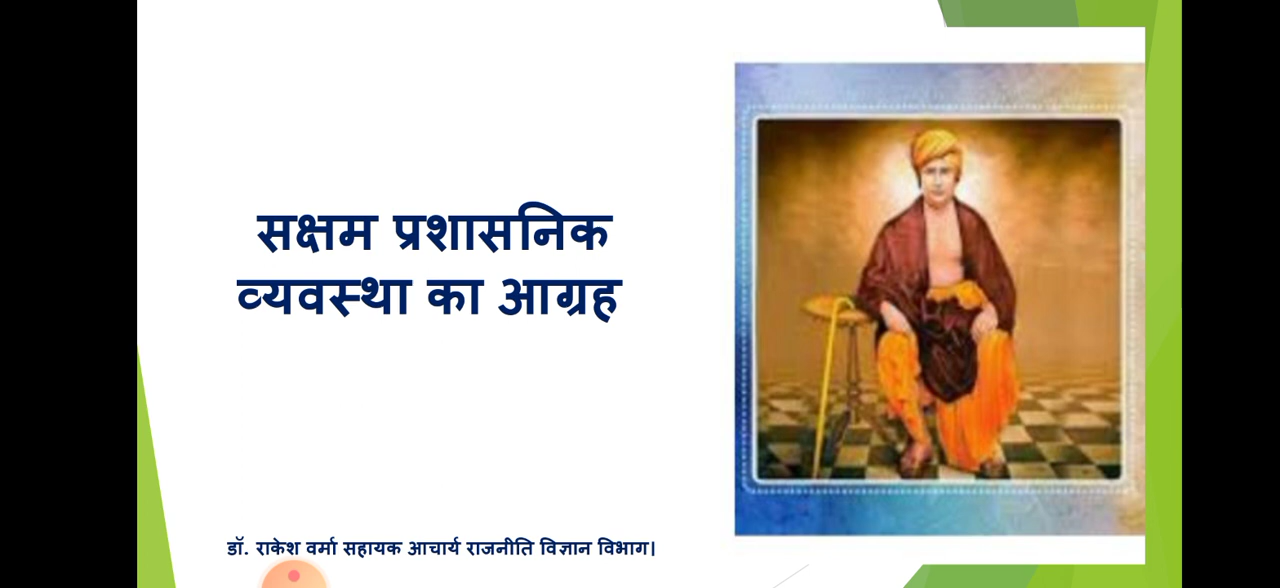 सक्षम प्रशासनिक
व्यवस्था का आग्रह
डॉ. राकेश वर्मा सहायक आचार्य राजनीति विज्ञान विभाग।